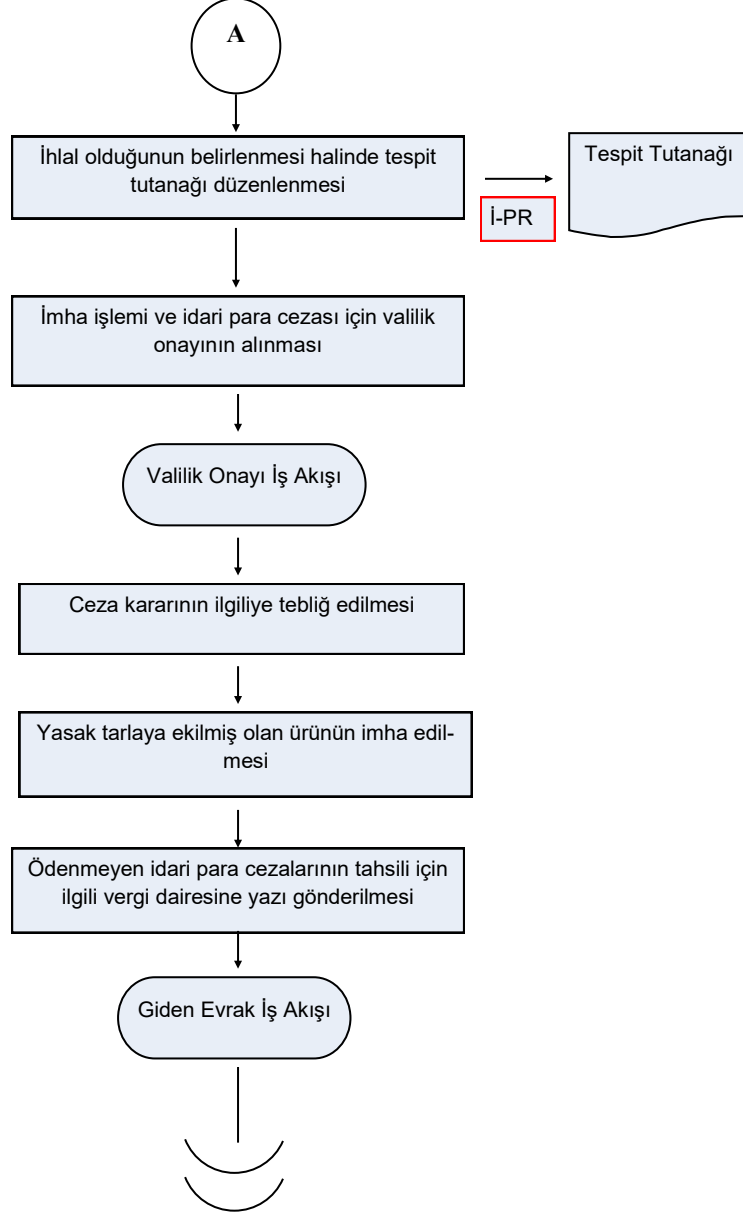 A
İhlal olduğunun belirlenmesi halinde tespit
tutanağı düzenlenmesi
Tespit Tutanağı
İ-PR
İmha işlemi ve idari para cezası için valilik
onayının alınması
Valilik Onayı İş Akışı
Ceza kararının ilgiliye tebliğ edilmesi
Yasak tarlaya ekilmiş olan ürünün imha edil-
mesi
Ödenmeyen idari para cezalarının tahsili için
ilgili vergi dairesine yazı gönderilmesi
Giden Evrak İş Akışı